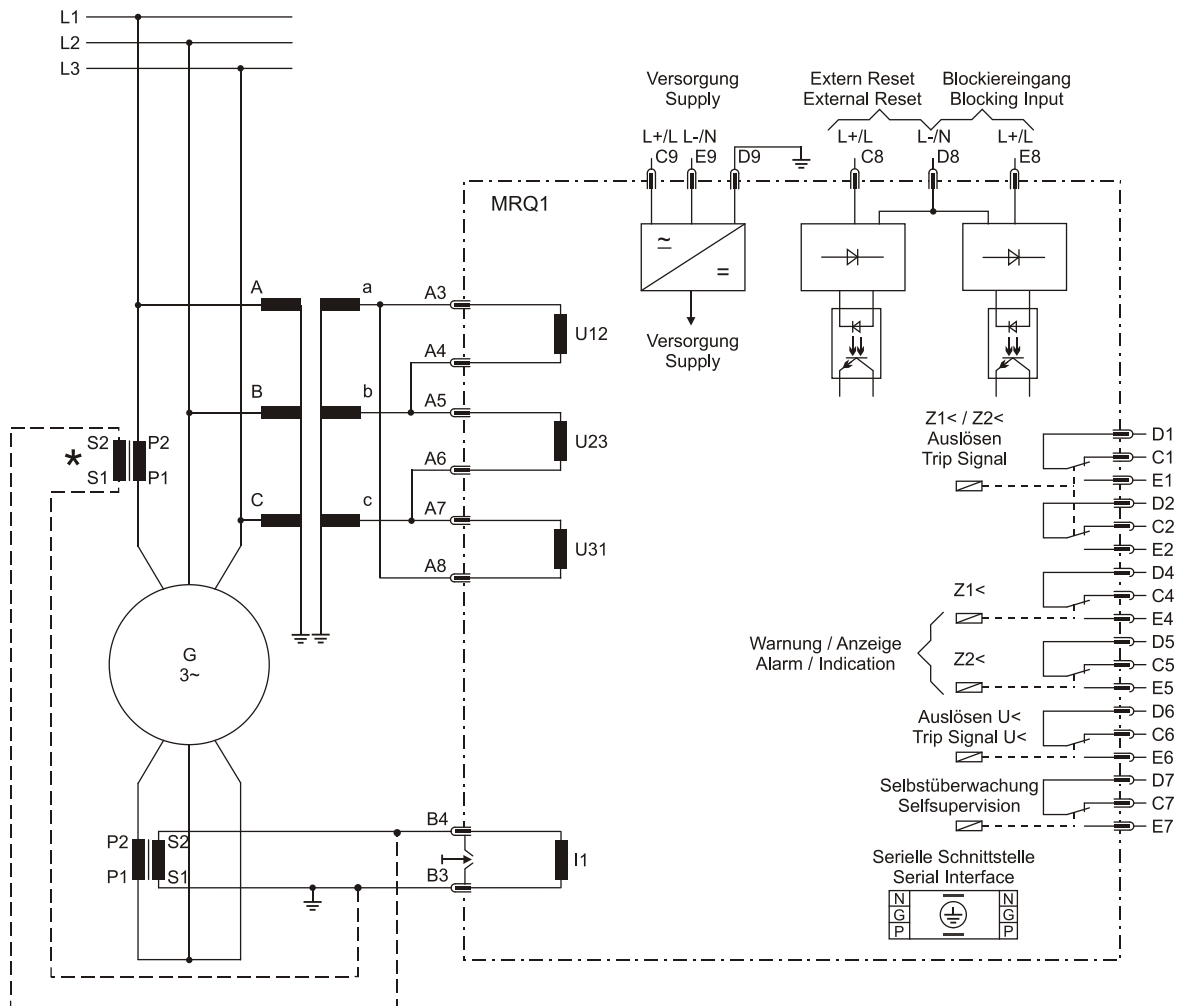 L1
L2
L3
Versorgung
Supply
Extern Reset
External Reset
Blockiereingang
Blocking Input
L+/L L-/N
C9 E9 D9
L+/L L-/N L+/L
C8 D8 E8
MRQ1
~
=
Versorgung
Supply
A a A3
U12
A4
B b A5
U23
A6
C c A7
U31
A8
* S2 P2
S1 P1
G
3~
Z1< / Z2<
Auslösen
Trip Signal
D1
C1
E1
D2
C2
E2
Z1<
D4
C4
E4
Warnung / Anzeige
Alarm / Indication
Z2<
D5
C5
E5
Auslösen U<
Trip Signal U<
D6
C6
E6
Selbstüberwachung
Selfsupervision
D7
C7
E7
P2 S2
P1 S1
B4
I1
B3
Serielle Schnittstelle
Serial Interface
N N
G G
P P